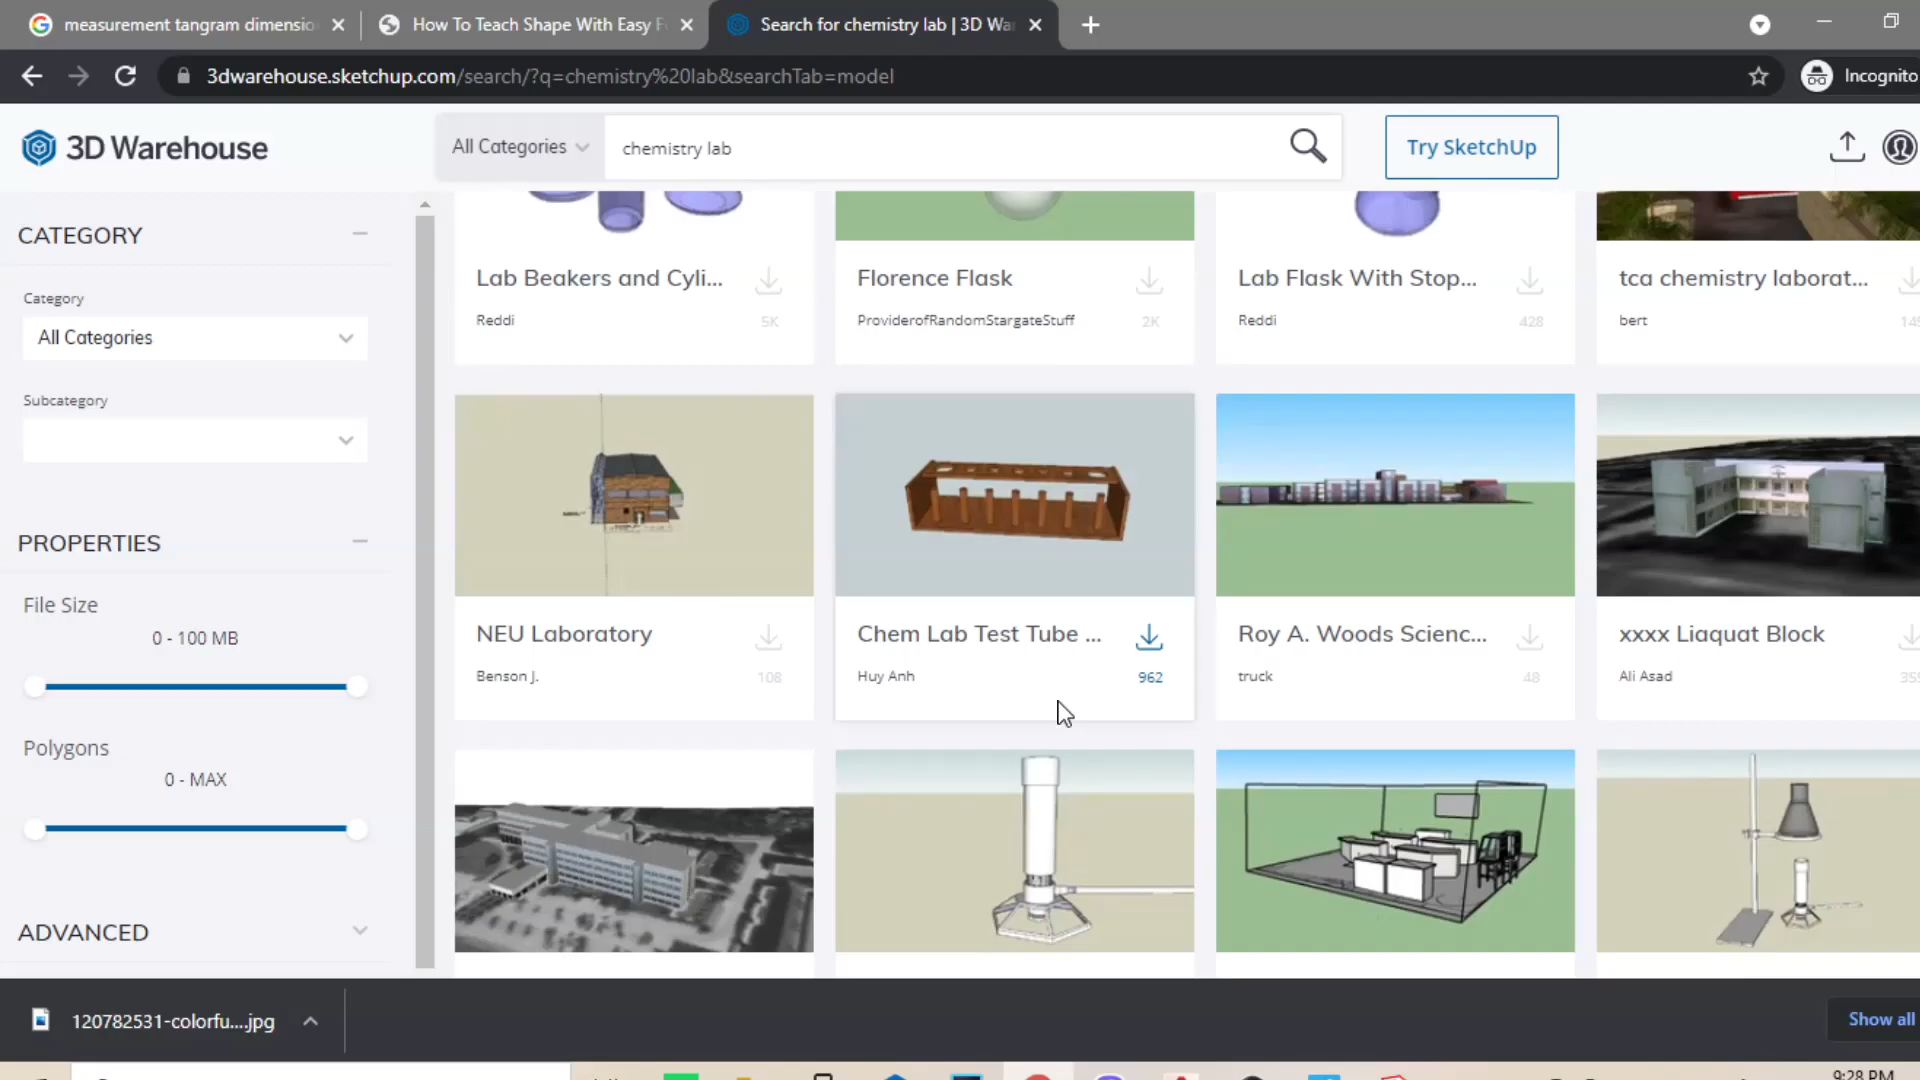 measurement tangram dimensio
How To Teach Shape With Easy F
Search for chemistry lab | 3D Wa
3dwarehouse.sketchup.com/search/?q=chemistry%20lab&searchTab=model
Incognito
3D Warehouse
All Categories
chemistry lab
Try SketchUp
CATEGORY
Category
All Categories
Subcategory
PROPERTIES
File Size
0 - 100 MB
Polygons
0 - MAX
ADVANCED
Lab Beakers and Cyli...
Reddi
5K
Florence Flask
ProviderofRandomStargateStuff
2K
Lab Flask With Stop...
Reddi
428
tca chemistry laborat...
bert
NEU Laboratory
Benson J.
108
Chem Lab Test Tube ...
Huy Anh
962
Roy A. Woods Scienc...
truck
48
xxxx Liaquat Block
Ali Asad
120782531-colorfu....jpg
Show all
9:28 PM